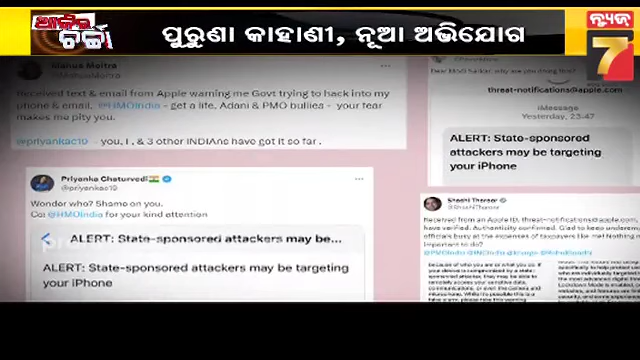 ଆଜିର ଚର୍ଚ୍ଚା
ପୁରୁଣା କାହାଣୀ, ନୂଆ ଅଭିଯୋଗ
ନ୍ୟୁଜ୍
7
Mahua Moitra
Received text & email from Apple warning me Govt trying to hack into my
phone & email. @HMOIndia - get a life. Adani & PMO bullies - your fear
makes me pity you.
@priyankac19 - you, I , & 3 other INDIAns have got it so far .
threat-notifications@apple.com
iMessage
Yesterday, 23:47
ALERT: State-sponsored
attackers may be targeting
your iPhone
Priyanka Chaturvedi
@priyankac19
Wonder who? Shame on you.
Cc: @HMOIndia for your kind attention
ALERT: State-sponsored attackers may be...
ALERT: State-sponsored attackers may be targeting
your iPhone
Shashi Tharoor
@ShashiTharoor
Received from an Apple ID, threat-notifications@apple.com,
have verified. Authenticity confirmed. Glad to keep underemp
officials busy at the expenses of taxpayers like me! Nothing m
important to do?